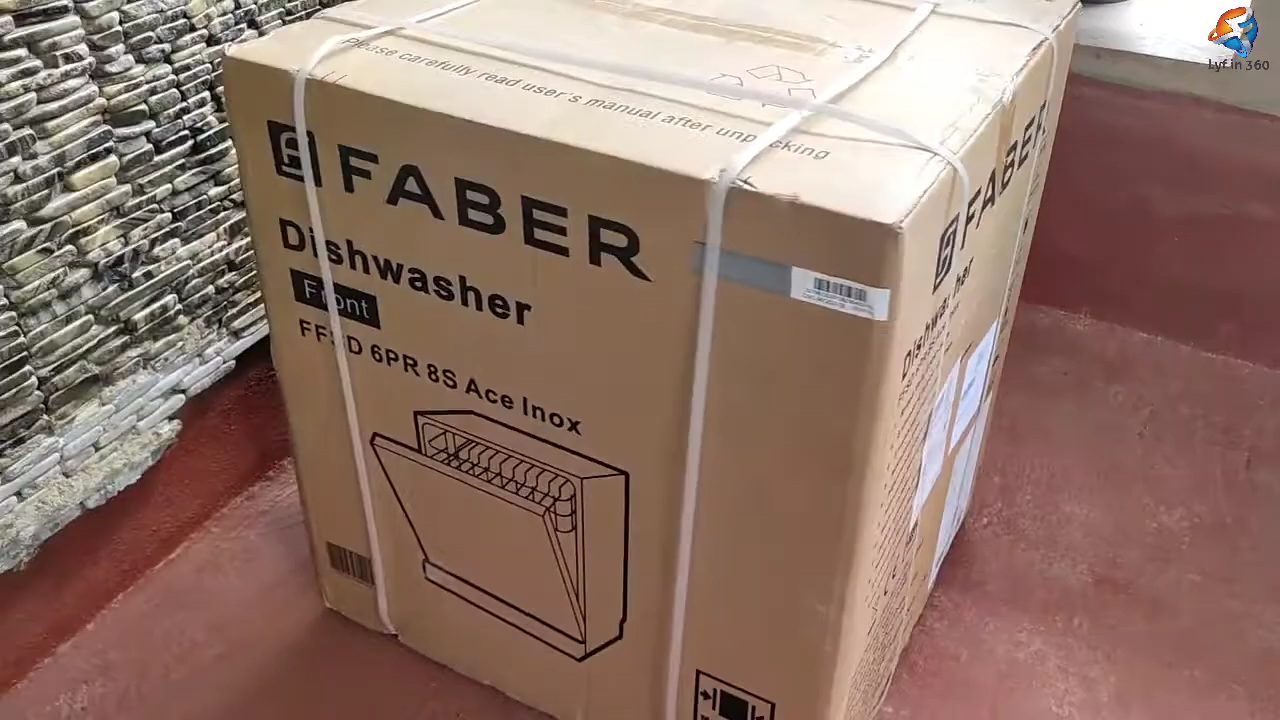 Lyf in 360
Please carefully read user's manual after unpacking
FABER
Dishwasher
Front
FFSD 6PR 8S Ace Inox
FABER
Dishwasher